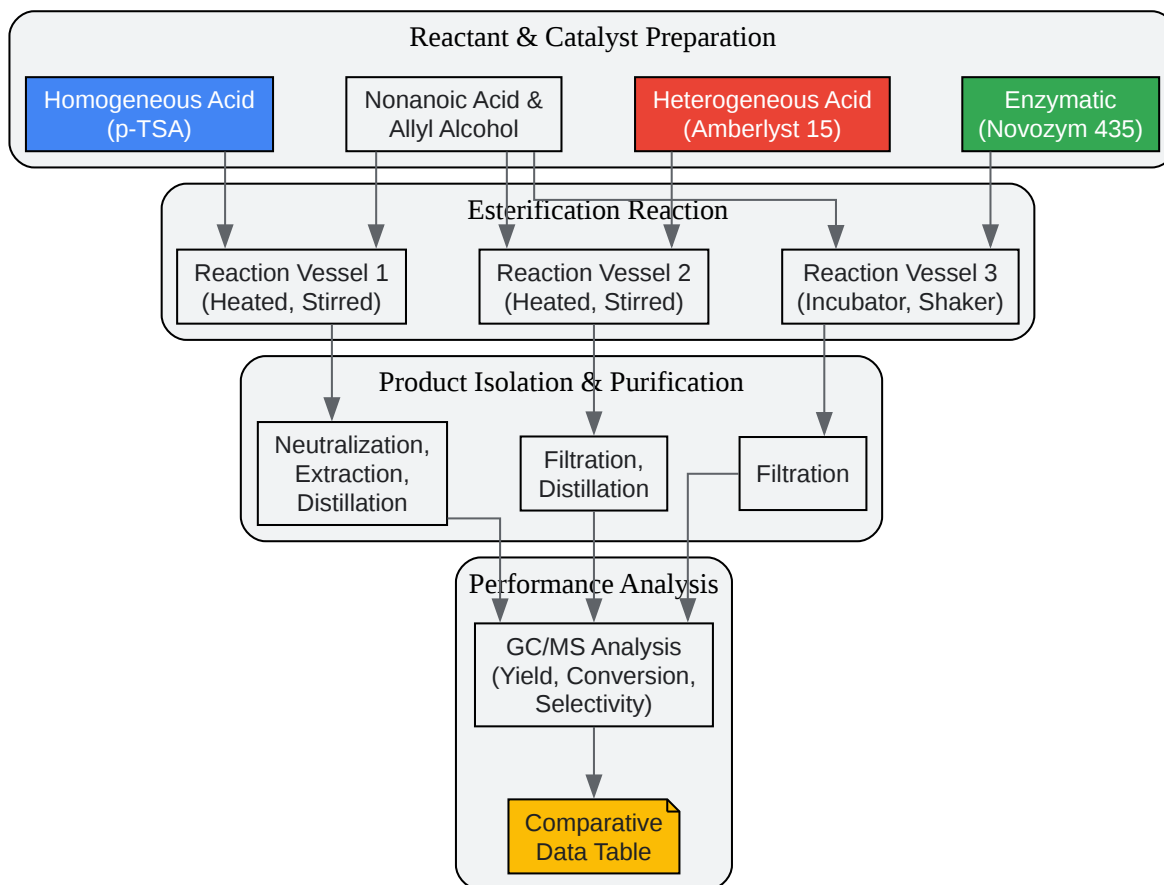 Reactant & Catalyst Preparation
Homogeneous Acid
(p-TSA)
Nonanoic Acid &
Allyl Alcohol
Heterogeneous Acid
(Amberlyst 15)
Enzymatic
(Novozym 435)
Esterification Reaction
Reaction Vessel 1
(Heated, Stirred)
Reaction Vessel 2
(Heated, Stirred)
Reaction Vessel 3
(Incubator, Shaker)
Product Isolation & Purification
Neutralization,
Extraction,
Distillation
Filtration,
Distillation
Filtration
Performance Analysis
GC/MS Analysis
(Yield, Conversion,
Selectivity)
Comparative
Data Table